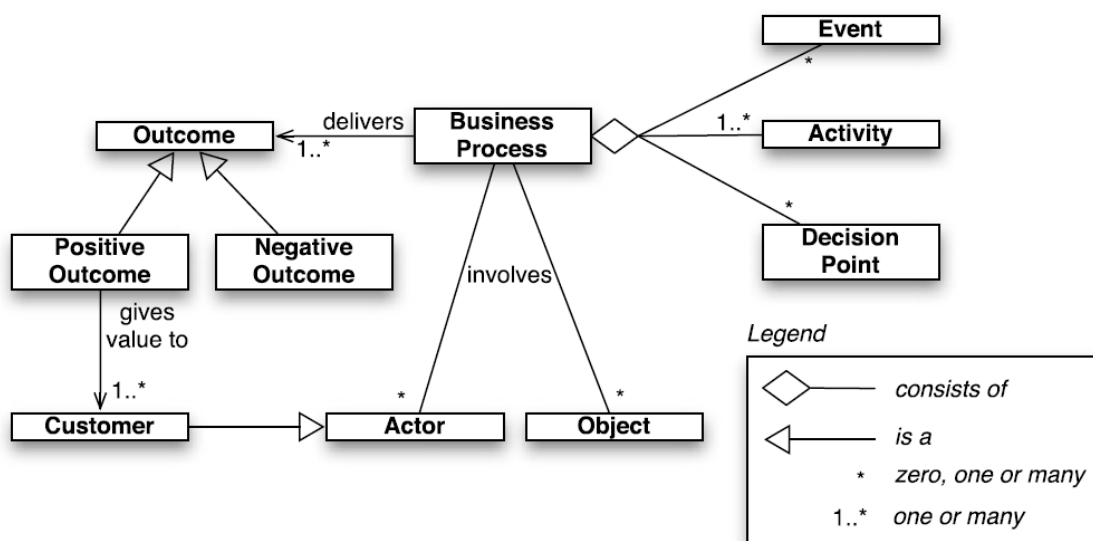 Event
*
delivers
1..*
Outcome
Business
Process
1..*
Activity
*
Decision
Point
Positive
Outcome
Negative
Outcome
involves
gives
value to
1..*
*
*
Customer
Actor
Object
Legend
consists of
is a
* zero, one or many
1..* one or many